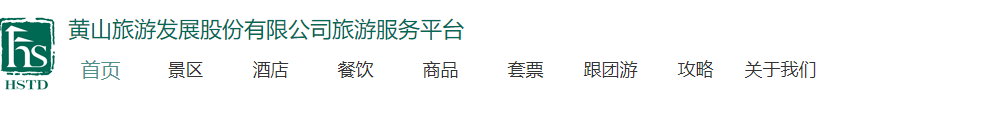 黄山旅游发展股份有限公司旅游服务平台
hs
HSTD
首页 景区 酒店 餐饮 商品 套票 跟团游 攻略 关于我们